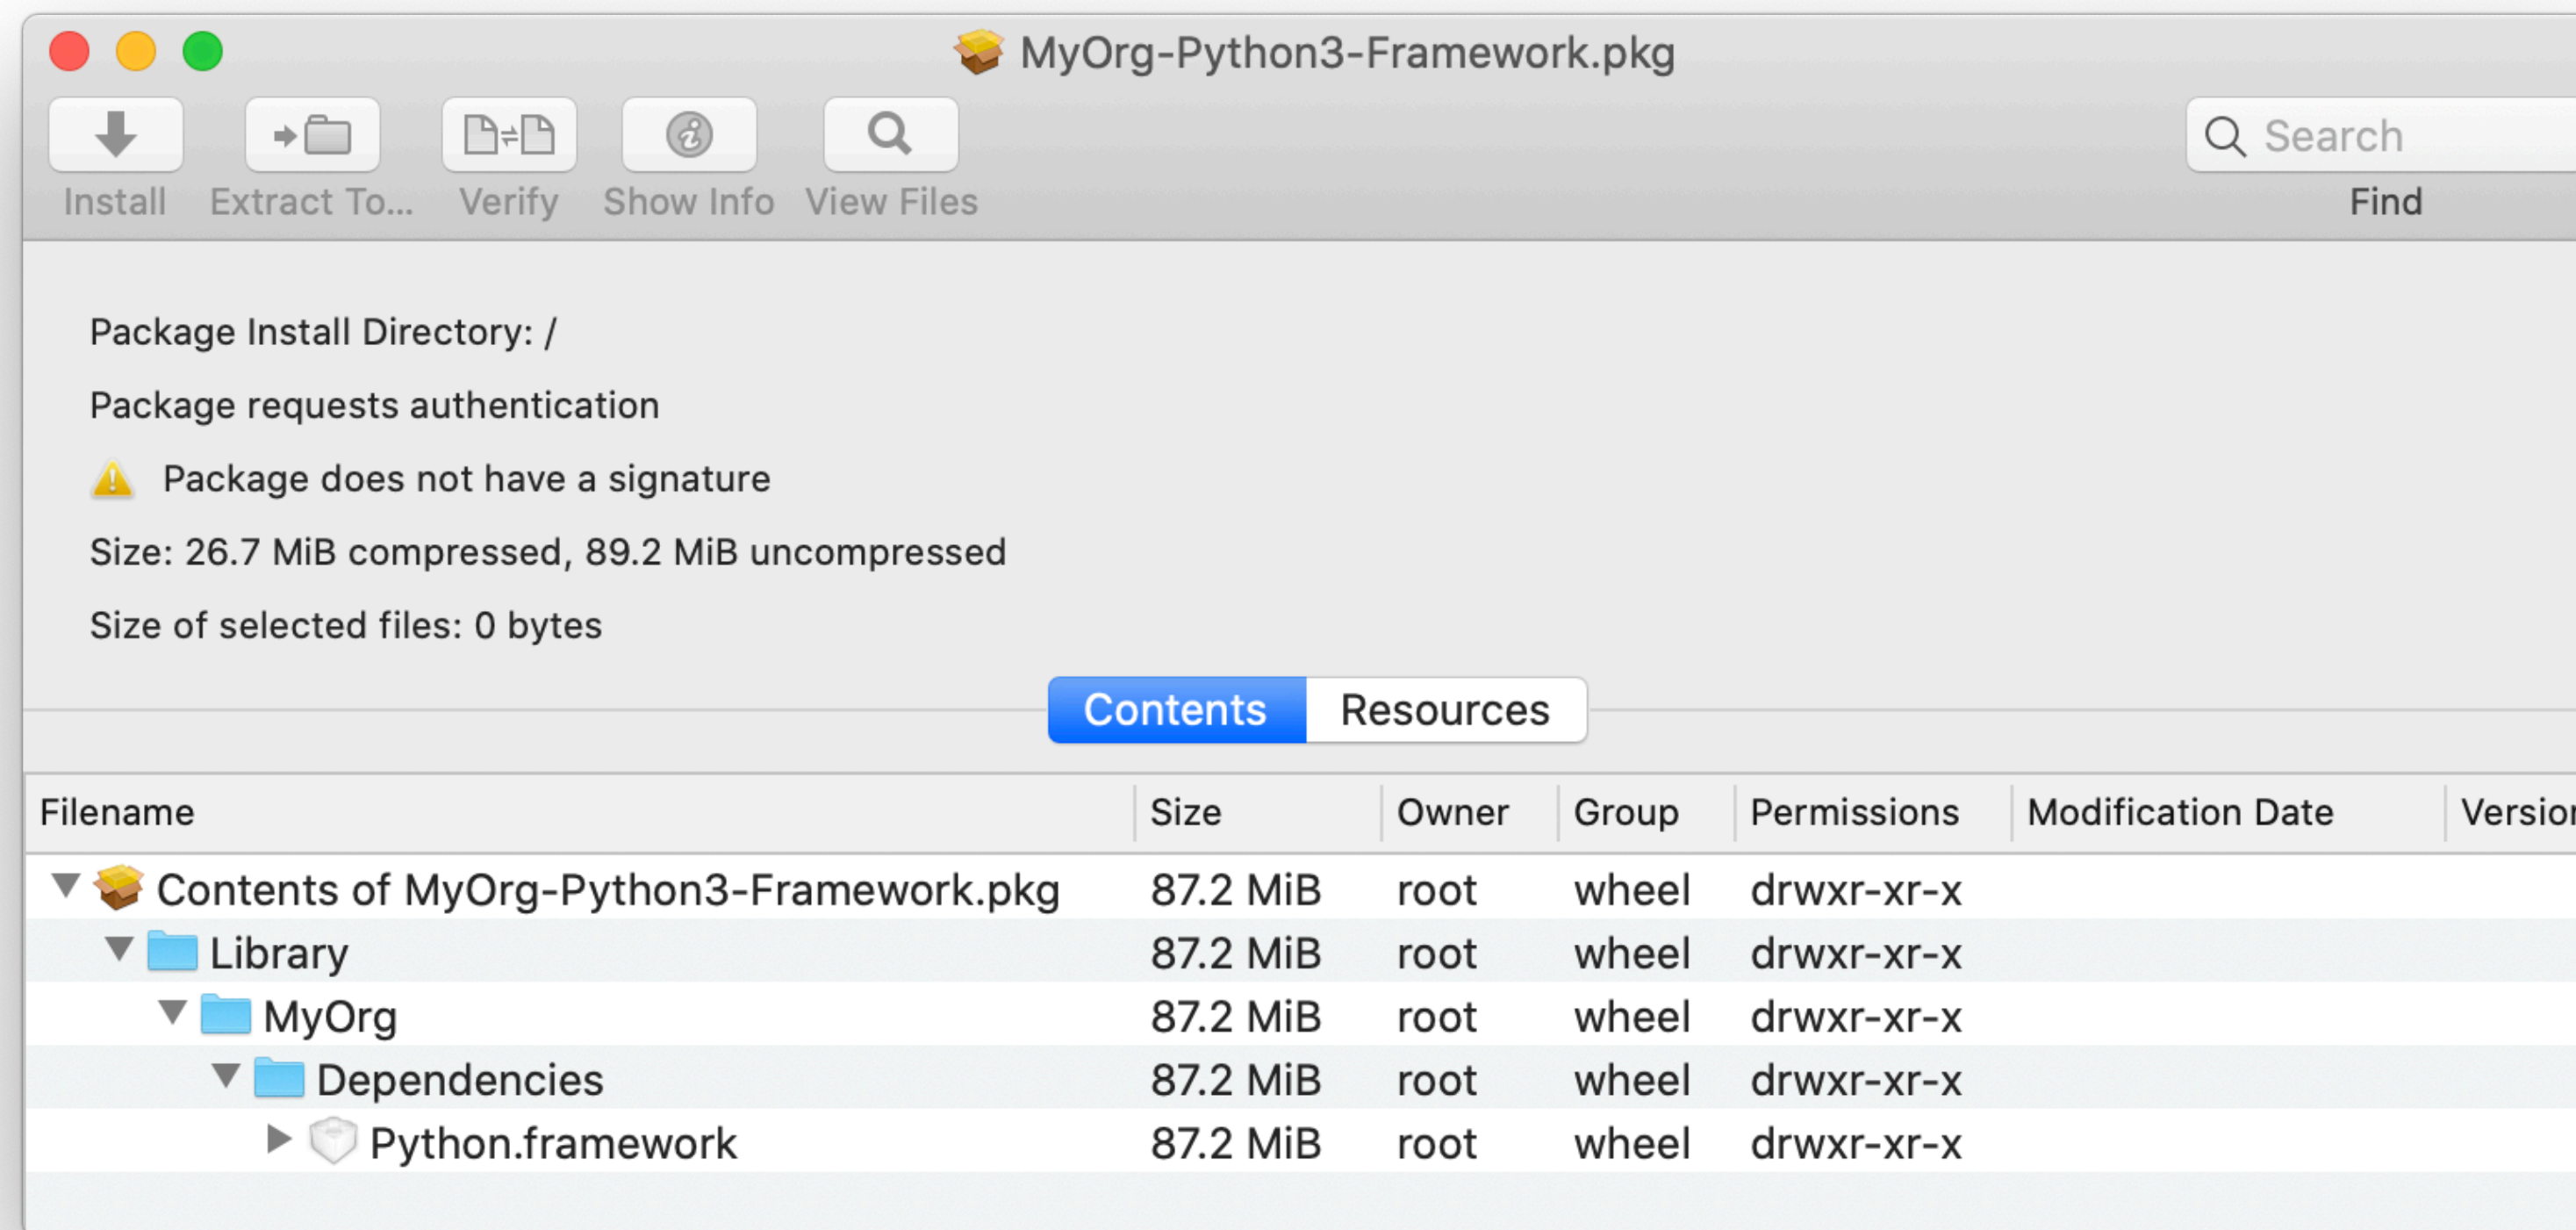 MyOrg-Python3-Framework.pkg
Install Extract To... Verify Show Info View Files Search
Find
Package Install Directory: /
Package requests authentication
Package does not have a signature
Size: 26.7 MiB compressed, 89.2 MiB uncompressed
Size of selected files: 0 bytes
Contents Resources
Filename Size Owner Group Permissions Modification Date Version
Contents of MyOrg-Python3-Framework.pkg 87.2 MiB root wheel drwxr-xr-x
Library 87.2 MiB root wheel drwxr-xr-x
MyOrg 87.2 MiB root wheel drwxr-xr-x
Dependencies 87.2 MiB root wheel drwxr-xr-x
Python.framework 87.2 MiB root wheel drwxr-xr-x